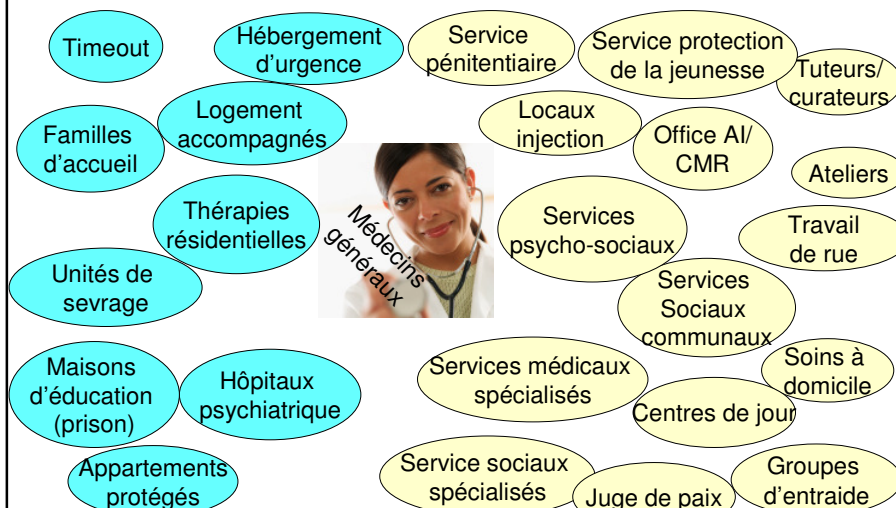 Timeout
Hébergement
d'urgence
Service
pénitentiaire
Service protection
de la jeunesse
Tuteurs/
curateurs
Familles
d'accueil
Logement
accompagnés
Locaux
injection
Office AI/
CMR
Ateliers
Thérapies
résidentielles
Médecins
généraux
Services
psycho-sociaux
Travail
de rue
Unités de
sevrage
Services
Sociaux
communaux
Maisons
d'éducation
(prison)
Hôpitaux
psychiatrique
Services médicaux
spécialisés
Soins à
domicile
Centres de jour
Appartements
protégés
Service sociaux
spécialisés
Juge de paix
Groupes
d'entraide